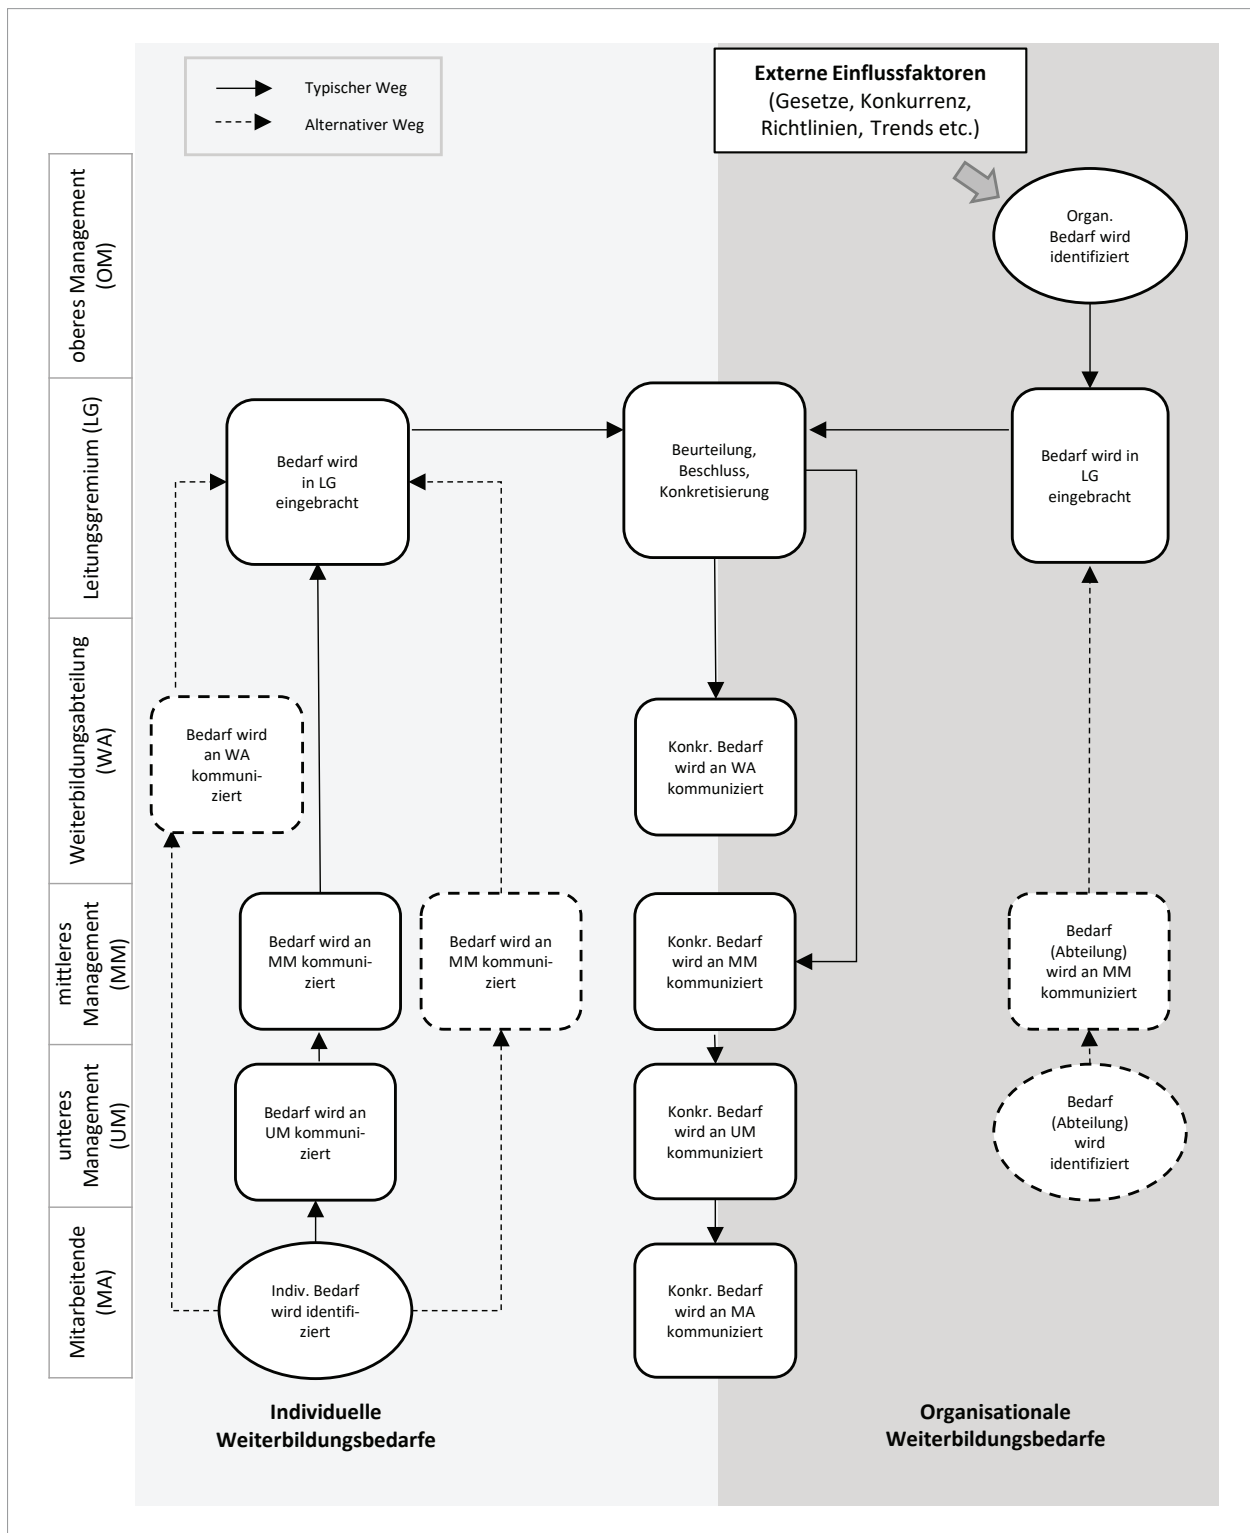 Typischer Weg
Alternativer Weg
Externe Einflussfaktoren
(Gesetze, Konkurrenz,
Richtlinien, Trends etc.)
oberes Management
(OM)
Organ.
Bedarf wird
identifiziert
Leitungsgremium (LG)
Bedarf wird
in LG
eingebracht
Beurteilung,
Beschluss,
Konkretisierung
Bedarf wird in
LG
eingebracht
Weiterbildungsabteilung
(WA)
Bedarf wird
an WA
kommuni-
ziert
Konkr. Bedarf
wird an WA
kommuniziert
mittleres
Management
(MM)
Bedarf wird an
MM kommuni-
ziert
Bedarf wird an
MM kommuni-
ziert
Konkr. Bedarf
wird an MM
kommuniziert
Bedarf
(Abteilung)
wird an MM
kommuniziert
unteres
Management
(UM)
Bedarf wird an
UM kommuni-
ziert
Konkr. Bedarf
wird an UM
kommuniziert
Bedarf
(Abteilung)
wird
identifiziert
Mitarbeitende
(MA)
Indiv. Bedarf
wird identifi-
ziert
Konkr. Bedarf
wird an MA
kommuniziert
Individuelle
Weiterbildungsbedarfe
Organisationale
Weiterbildungsbedarfe